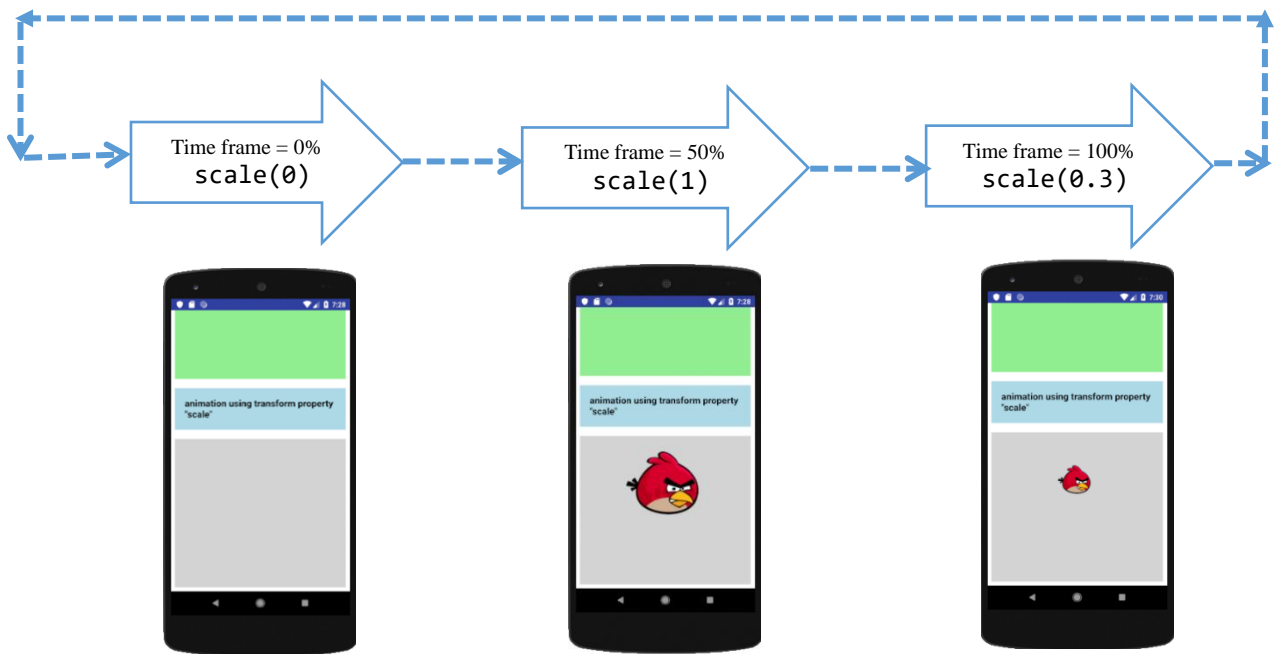 Time frame = 0%
scale(0)
Time frame = 50%
scale(1)
Time frame = 100%
scale(0.3)
7:28
animation using transform property
"scale"
7:28
animation using transform property
"scale"
7:30
animation using transform property
"scale"